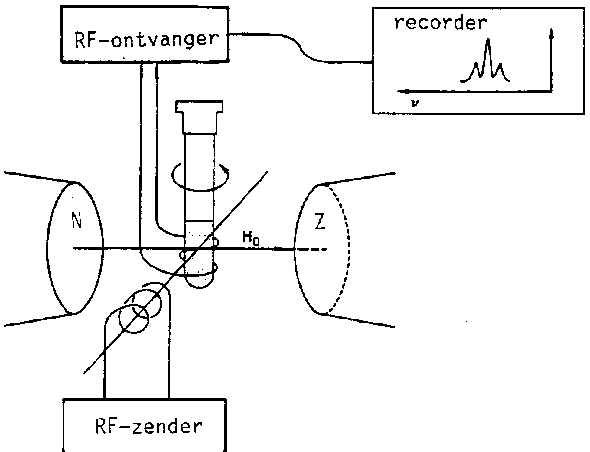 RF-ontvanger
recorder
ν
N
H₀
Z
RF-zender